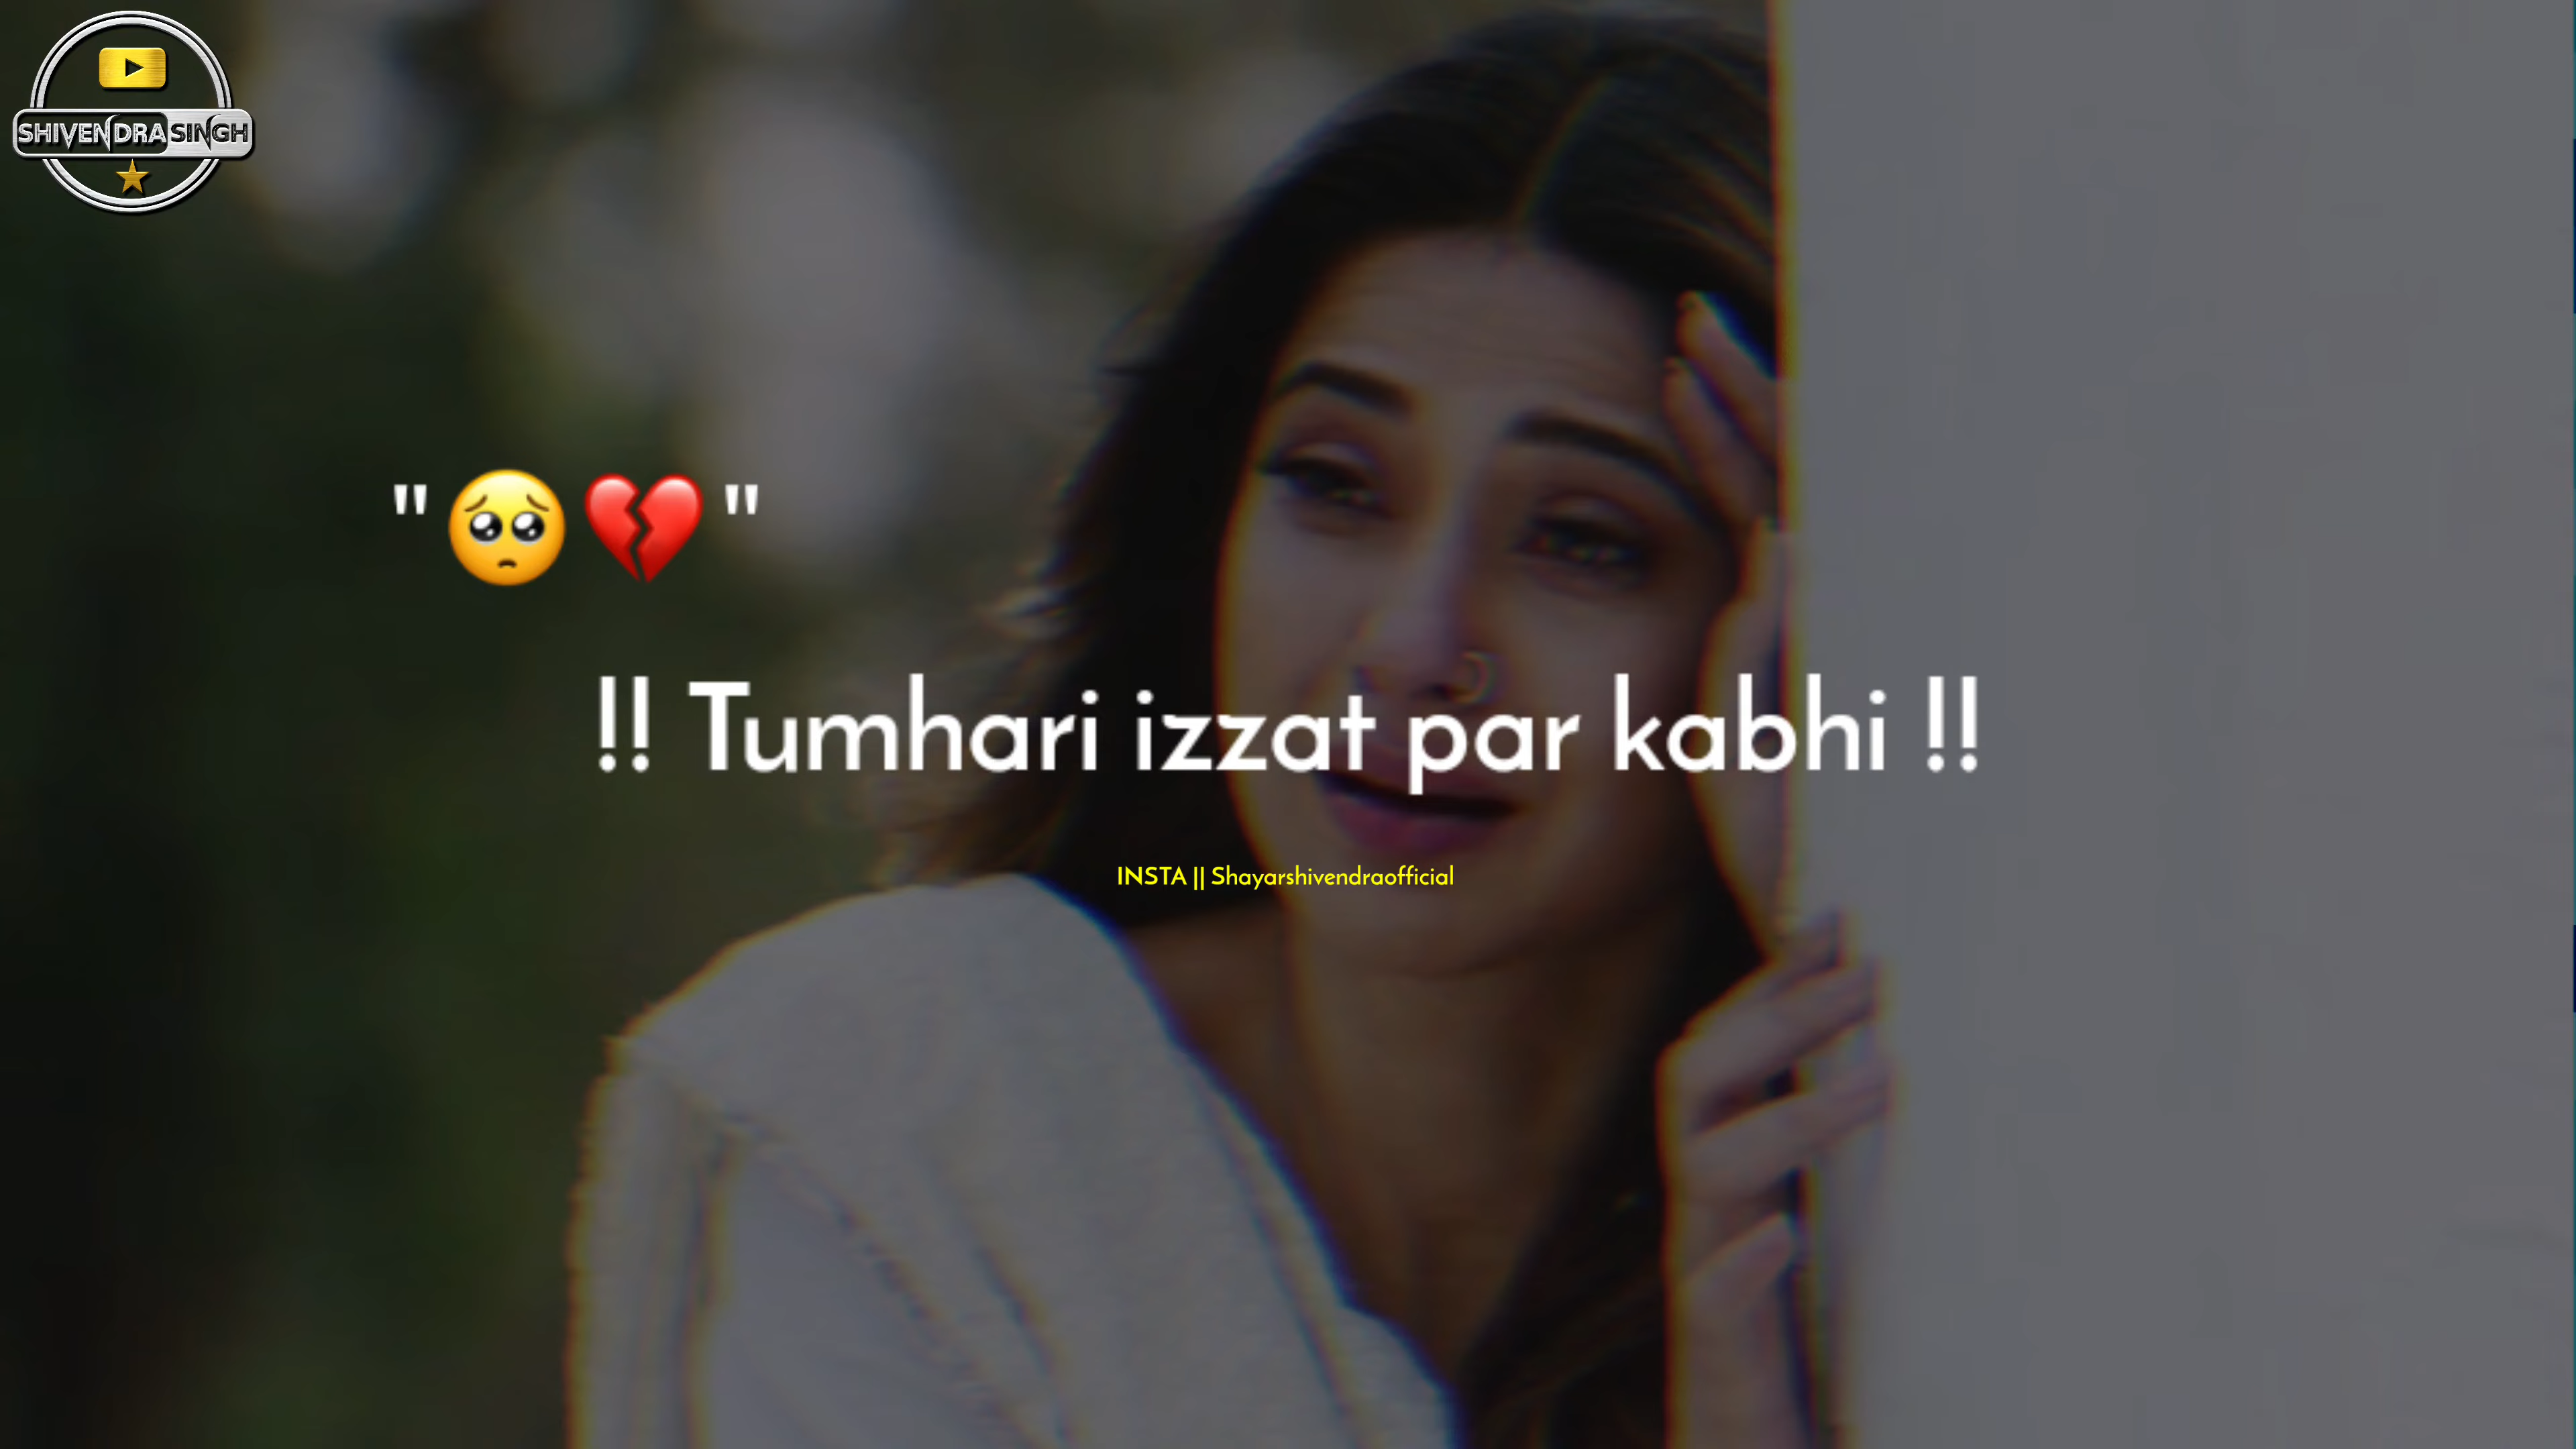 SHIVENDRA SINGH
"🥺💔"
!! Tumhari izzat par kabhi !!
INSTA || Shayarshivendraofficial